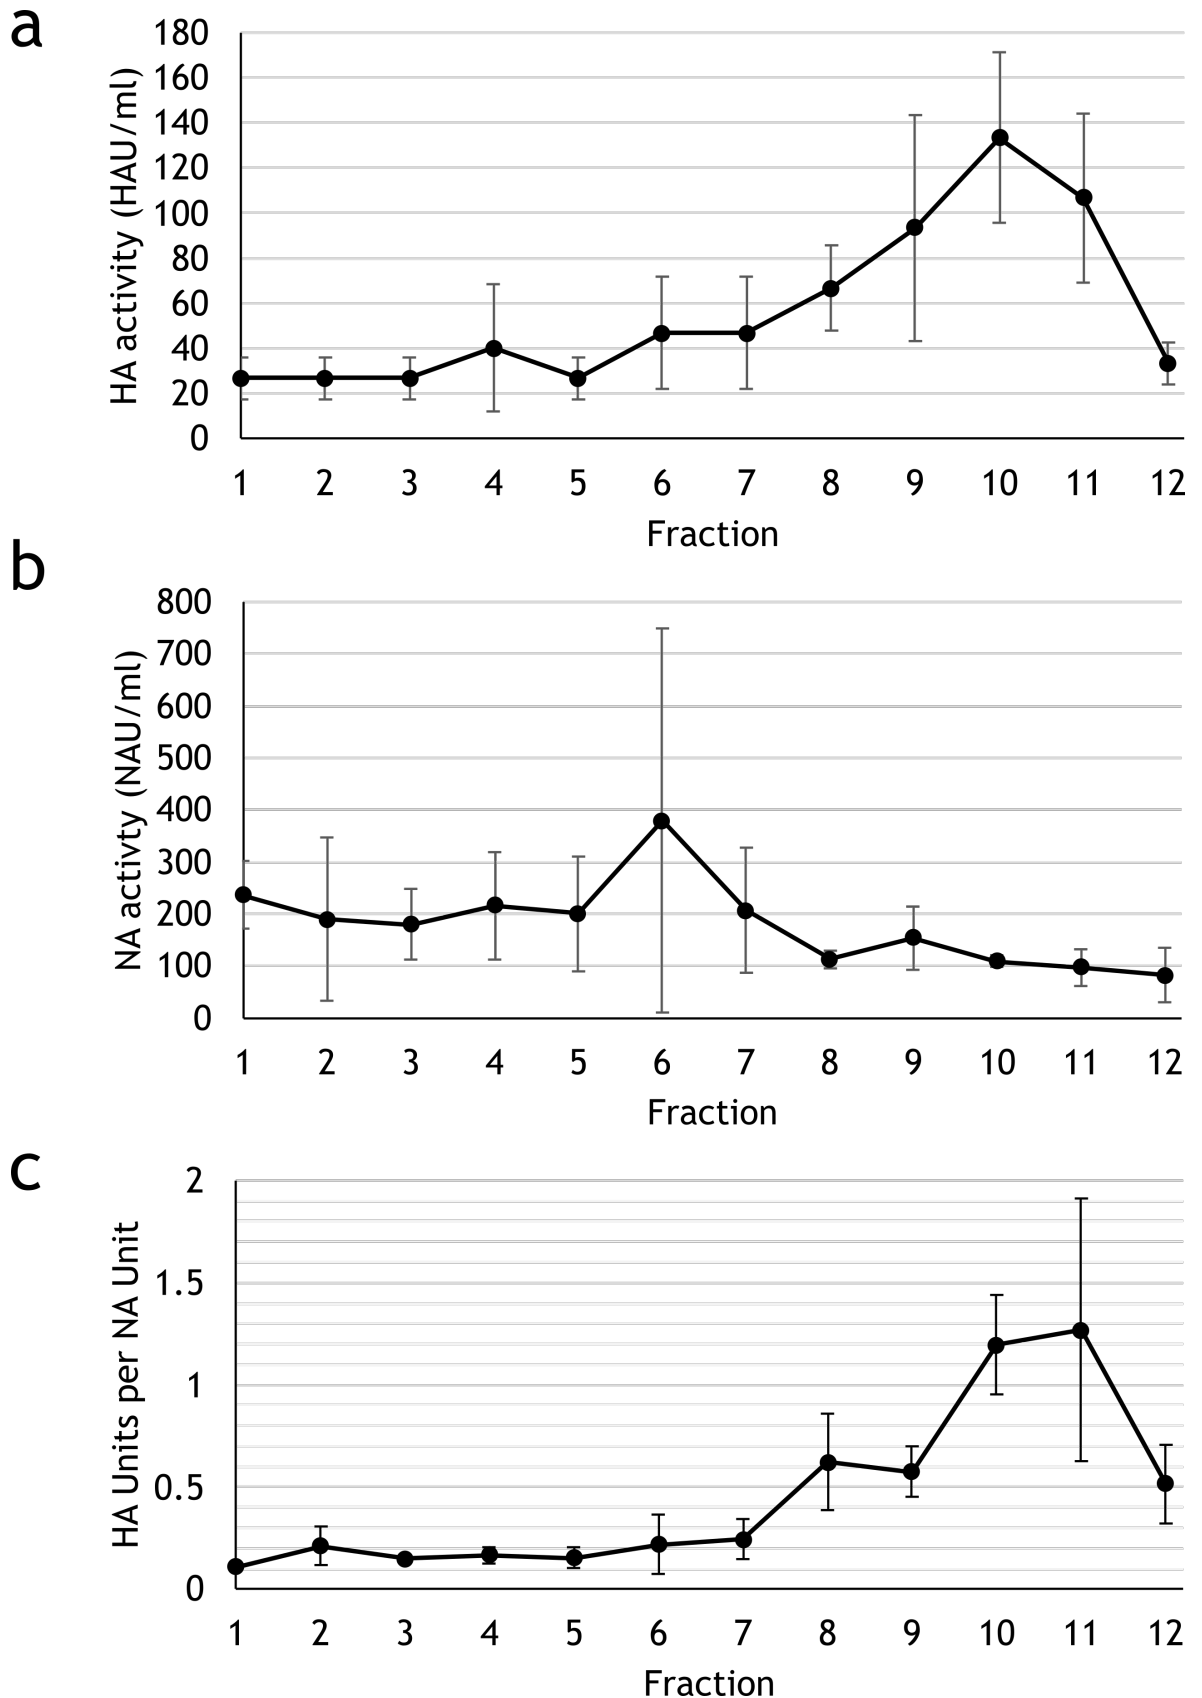 a
HA activity (HAU/ml)
180
160
140
120
100
80
60
40
20
0
1 2 3 4 5 6 7 8 9 10 11 12
Fraction
b
NA activty (NAU/ml)
800
700
600
500
400
300
200
100
0
1 2 3 4 5 6 7 8 9 10 11 12
Fraction
c
HA Units per NA Unit
2
1.5
1
0.5
0
1 2 3 4 5 6 7 8 9 10 11 12
Fraction